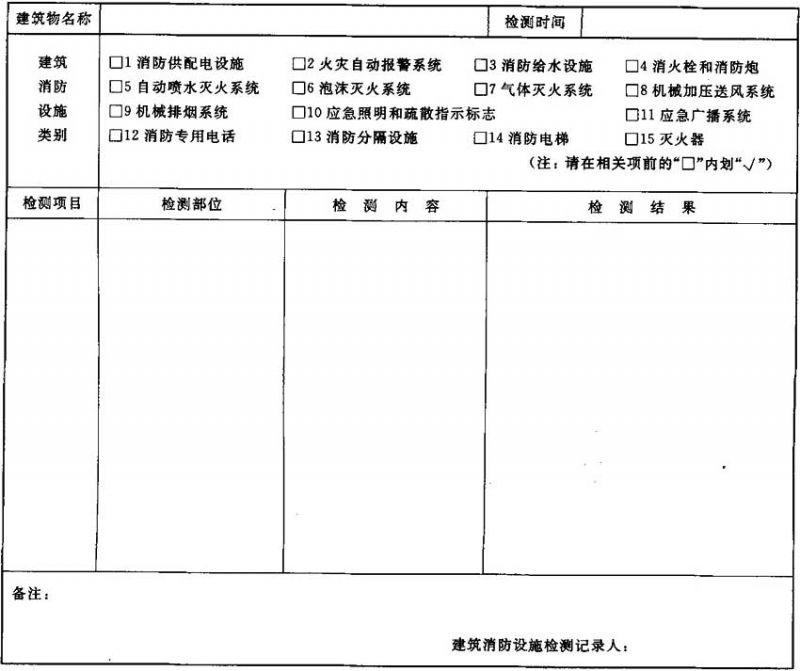 建筑物名称 检测时间
建筑 □1 消防供配电设施 □2 火灾自动报警系统 □3 消防给水设施 □4 消火栓和消防炮
消防 □5 自动喷水灭火系统 □6 泡沫灭火系统 □7 气体灭火系统 □8 机械加压送风系统
设施 □9 机械排烟系统 □10 应急照明和疏散指示标志 □11 应急广播系统
类别 □12 消防专用电话 □13 消防分隔设施 □14 消防电梯 □15 灭火器
(注：请在相关项前的“□”内划“√”)
检测项目 检测部位 检 测 内 容 检 测 结 果
备注：
建筑消防设施检测记录人：